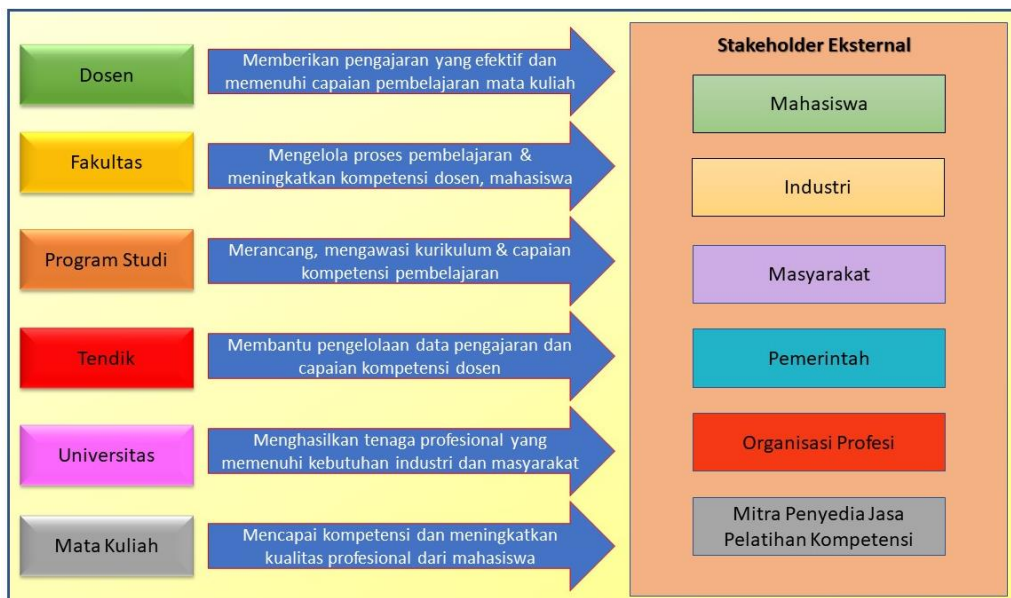 Dosen
Memberikan pengajaran yang efektif dan
memenuhi capaian pembelajaran mata kuliah
Fakultas
Mengelola proses pembelajaran &
meningkatkan kompetensi dosen, mahasiswa
Program Studi
Merancang, mengawasi kurikulum & capaian
kompetensi pembelajaran
Tendik
Membantu pengelolaan data pengajaran dan
capaian kompetensi dosen
Universitas
Menghasilkan tenaga profesional yang
memenuhi kebutuhan industri dan masyarakat
Mata Kuliah
Mencapai kompetensi dan meningkatkan
kualitas profesional dari mahasiswa
Stakeholder Eksternal
Mahasiswa
Industri
Masyarakat
Pemerintah
Organisasi Profesi
Mitra Penyedia Jasa
Pelatihan Kompetensi